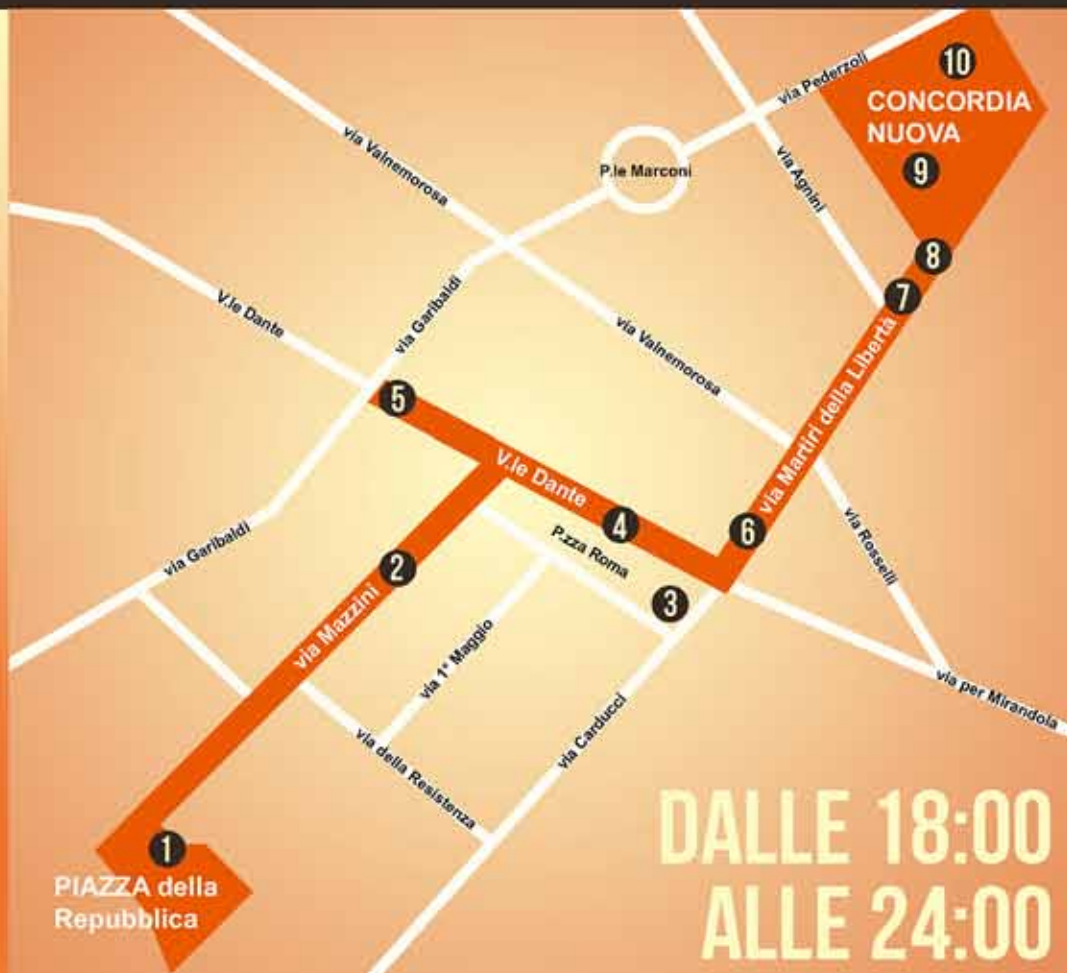 via Pederzoli
10
CONCORDIA
NUOVA
9
via Valnemorosa
P.le Marconi
via Agnini
8
7
V.le Dante
via Garibaldi
via Valnemorosa
via Martiri della Libertà
5
V.le Dante
4
6
P.zza Roma
via Rosselli
via Garibaldi
2
3
via Mazzini
via 1° Maggio
via per Mirandola
via Carducci
via della Resistenza
1
PIAZZA della
Repubblica
DALLE 18:00
ALLE 24:00